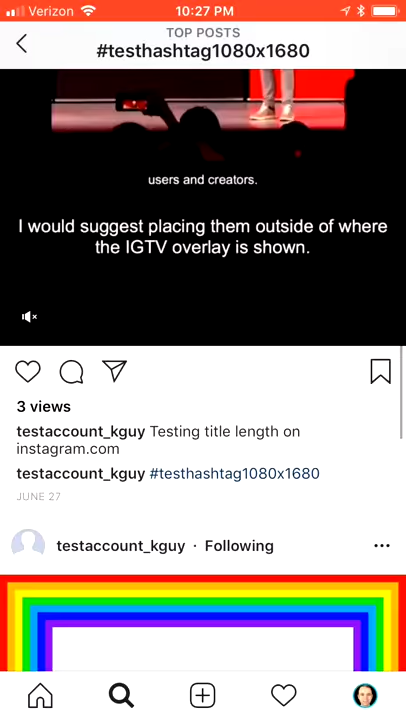 Verizon 10:27 PM
TOP POSTS
#testhashtag1080x1680
users and creators.
I would suggest placing them outside of where
the IGTV overlay is shown.
3 views
testaccount_kguy Testing title length on
instagram.com
testaccount_kguy #testhashtag1080x1680
JUNE 27
testaccount_kguy · Following